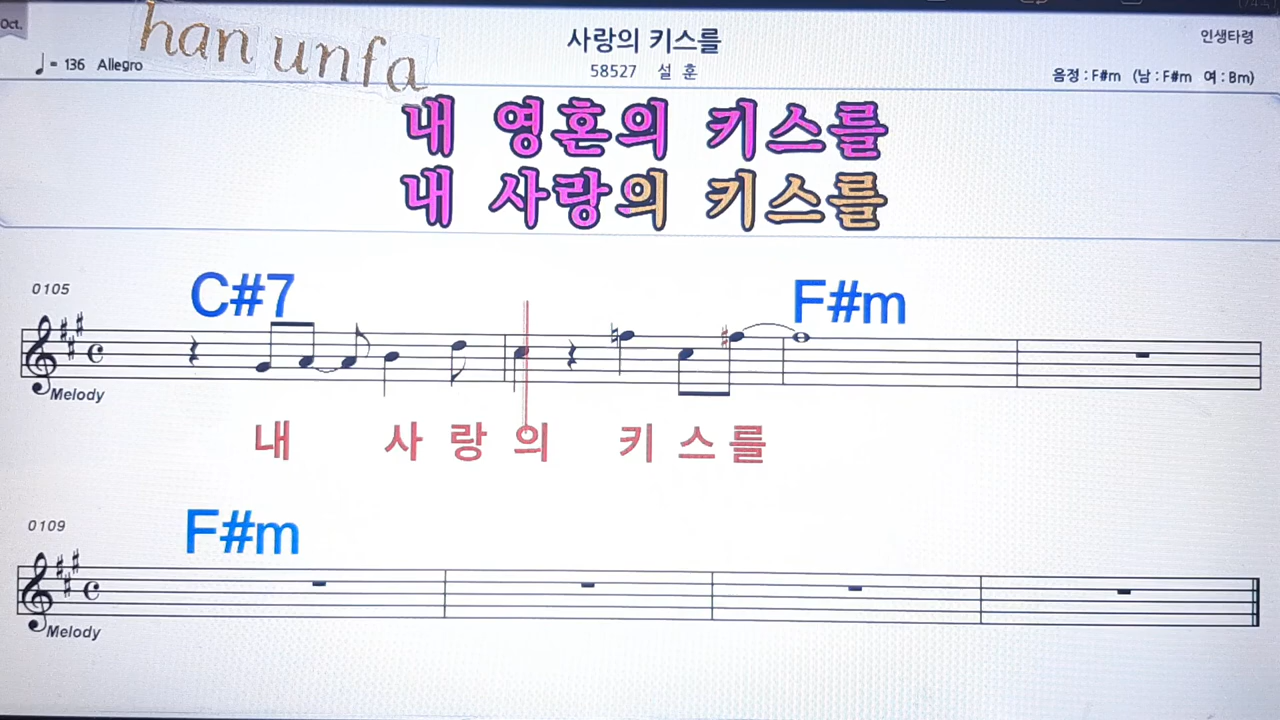 Oct.
han unfa
♩= 136 Allegro
사랑의 키스를
58527 설 훈
인생타령
음정 : F#m (남 : F#m 여 : Bm)
내 영혼의 키스를
내 사랑의 키스를
0105
C#7 F#m
Melody
내 사 랑 의 키 스 를
0109
F#m
Melody